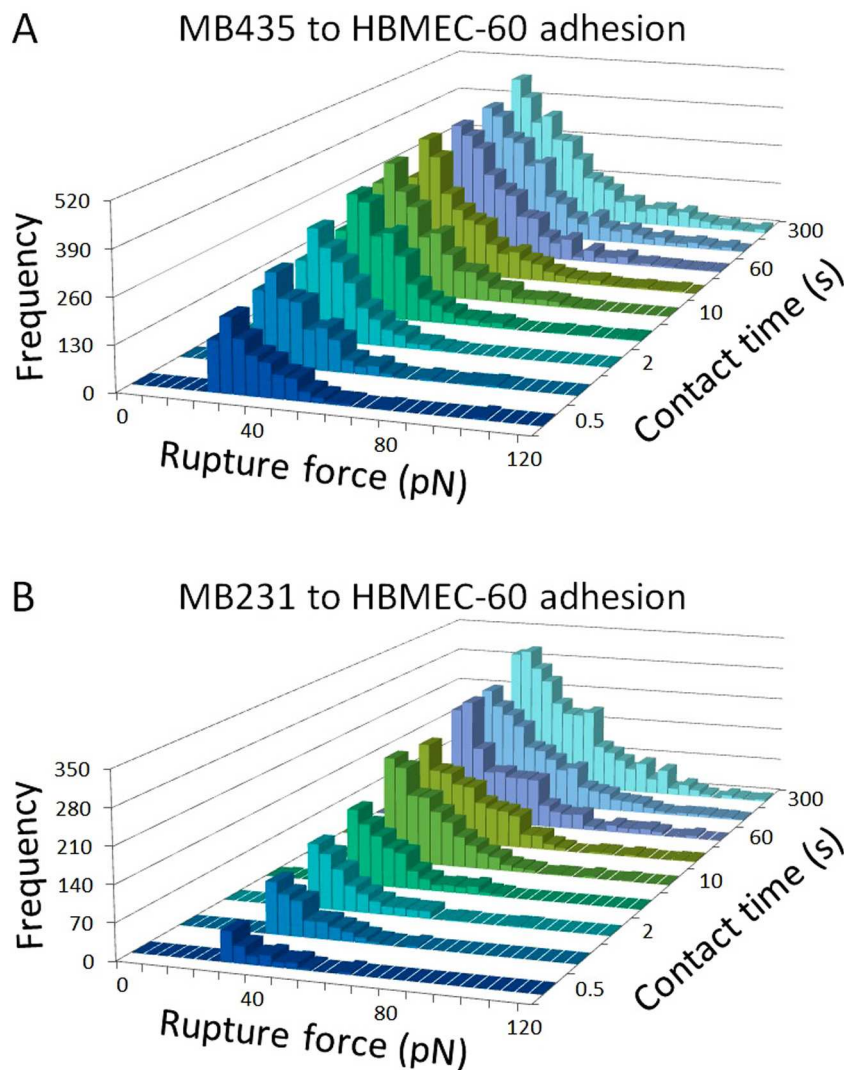 A
MB435 to HBMEC-60 adhesion
520
390
260
130
0
Frequency
0
40
80
120
Rupture force (pN)
0.5
2
10
60
300
Contact time (s)
B
MB231 to HBMEC-60 adhesion
350
280
210
140
70
0
Frequency
0
40
80
120
Rupture force (pN)
0.5
2
10
60
300
Contact time (s)